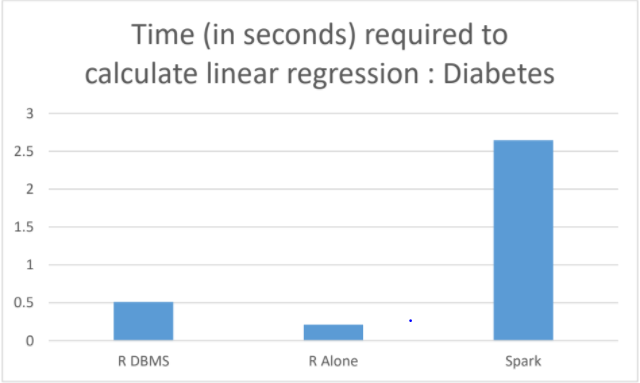 Time (in seconds) required to
calculate linear regression : Diabetes
3
2.5
2
1.5
1
0.5
0
R DBMS R Alone Spark